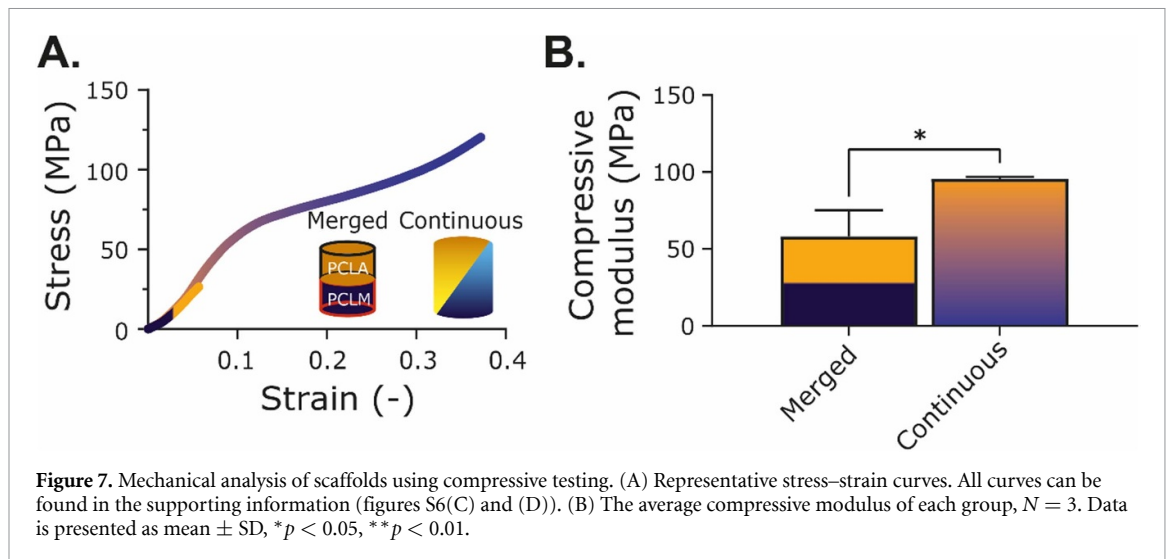 A.
Stress (MPa)
150
100
50
0
0.1
0.2
0.3
0.4
Strain (-)
Merged
Continuous
PCLA
PCLM
B.
Compressive
modulus (MPa)
150
100
50
0
*
Merged
Continuous
Figure 7. Mechanical analysis of scaffolds using compressive testing. (A) Representative stress–strain curves. All curves can be
found in the supporting information (figures S6(C) and (D)). (B) The average compressive modulus of each group, N = 3. Data
is presented as mean ± SD, *p < 0.05, **p < 0.01.